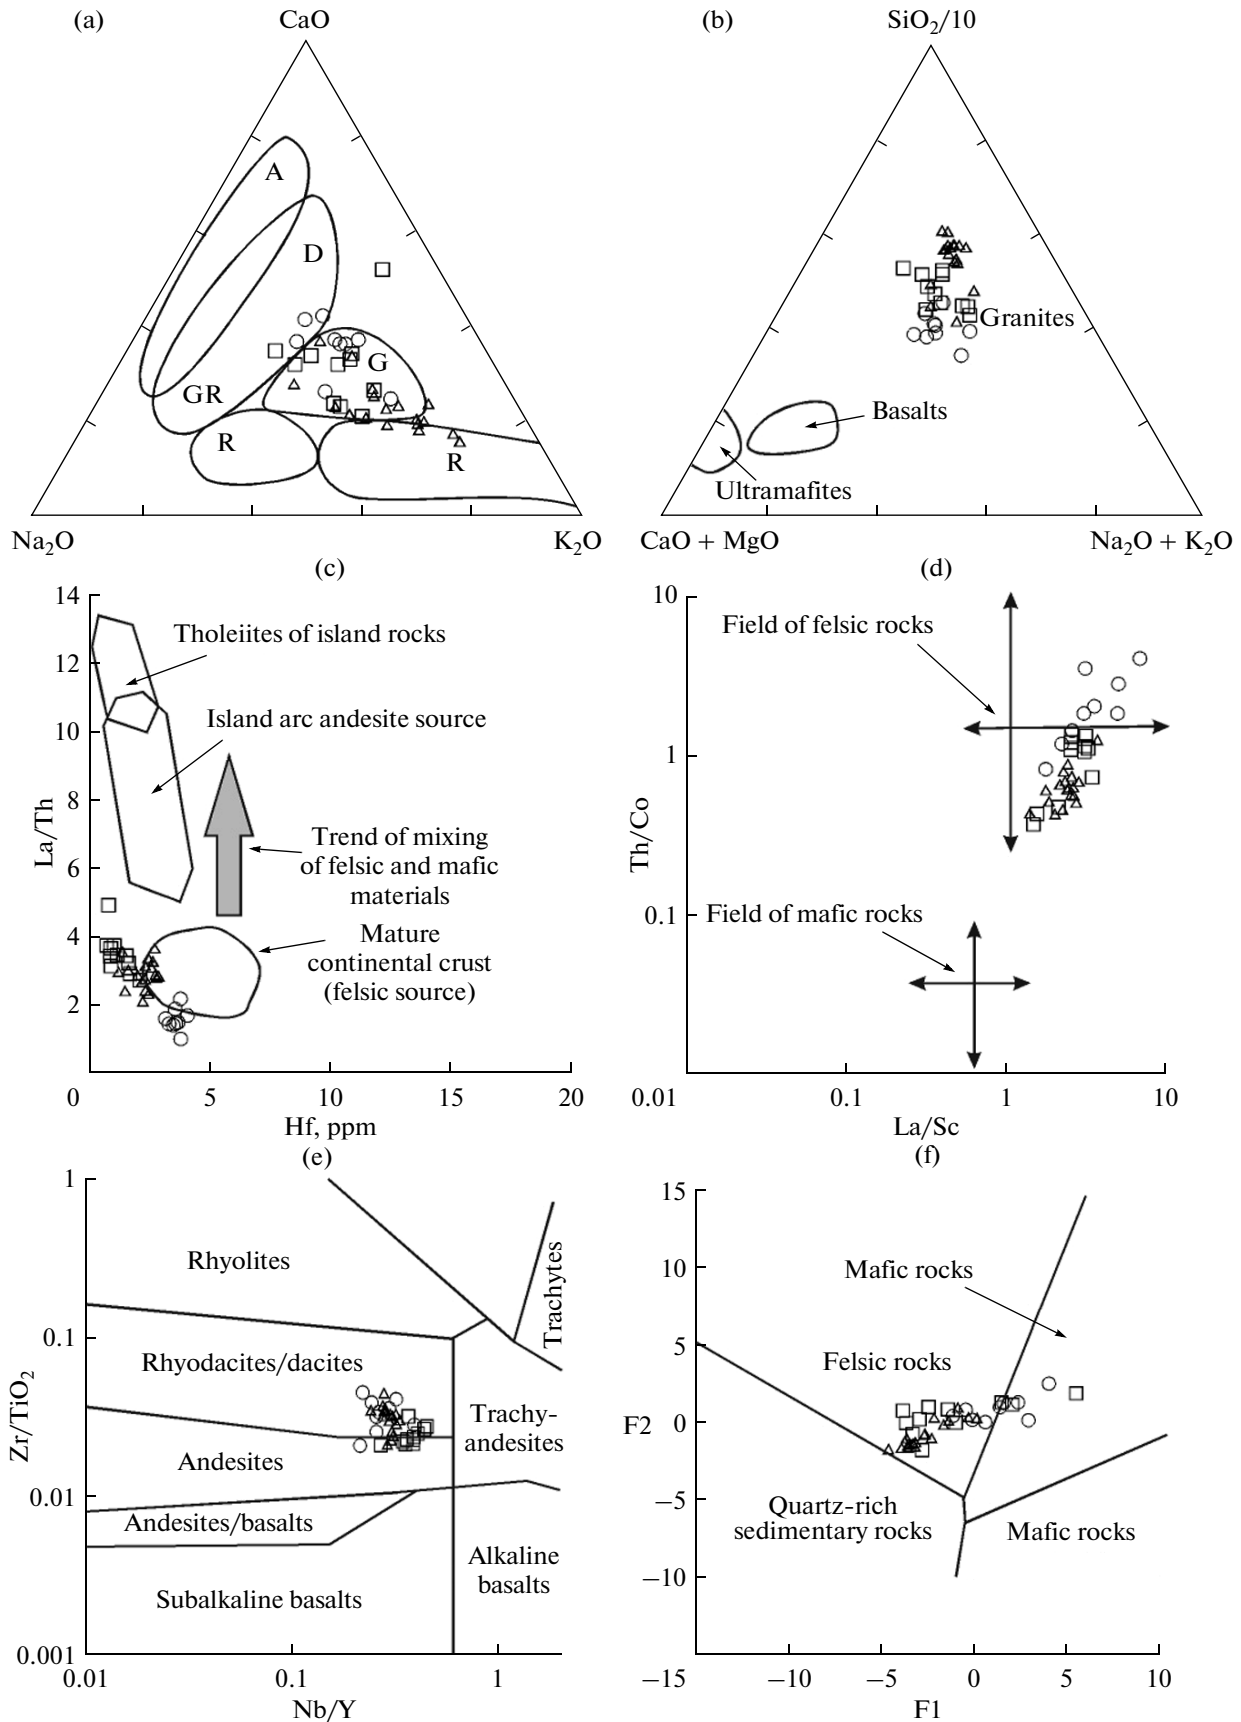 (a)
CaO
A
D
G
GR
R
R
Na₂O
K₂O
(b)
SiO₂/10
Granites
Basalts
Ultramafites
CaO + MgO
Na₂O + K₂O
(c)
14
12
10
8
6
4
2
0
5
10
15
20
La/Th
Hf, ppm
Tholeiites of island rocks
Island arc andesite source
Trend of mixing
of felsic and mafic
materials
Mature
continental crust
(felsic source)
(d)
10
1
0.1
0.01
0.1
1
10
Th/Co
La/Sc
Field of felsic rocks
Field of mafic rocks
(e)
1
0.1
0.01
0.001
0.01
0.1
1
Zr/TiO₂
Nb/Y
Rhyolites
Trachytes
Rhyodacites/dacites
Trachy-
andesites
Andesites
Andesites/basalts
Alkaline
basalts
Subalkaline basalts
(f)
15
10
5
0
−5
−10
−15
−10
−5
0
5
10
F2
F1
Mafic rocks
Felsic rocks
Quartz-rich
sedimentary rocks
Mafic rocks